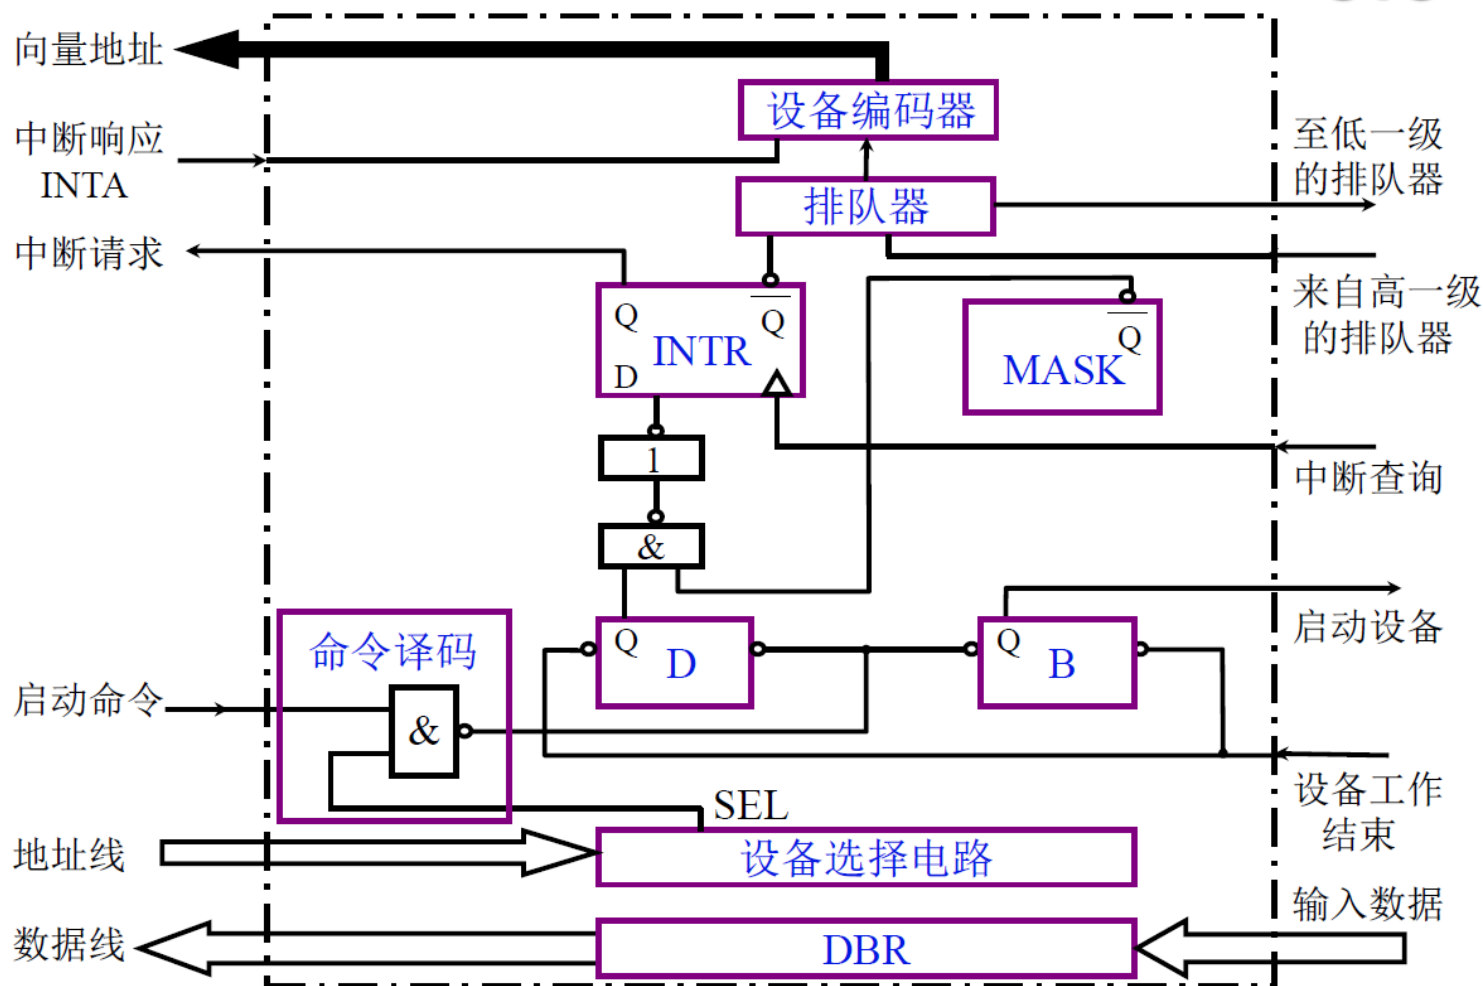 向量地址
设备编码器
中断响应
INTA
至低一级
的排队器
排队器
中断请求
来自高一级
的排队器
Q
Q
INTR
D
Q
MASK
1
中断查询
&
命令译码
Q
D
Q
B
启动设备
启动命令
&
设备工作
结束
SEL
地址线
设备选择电路
输入数据
数据线
DBR